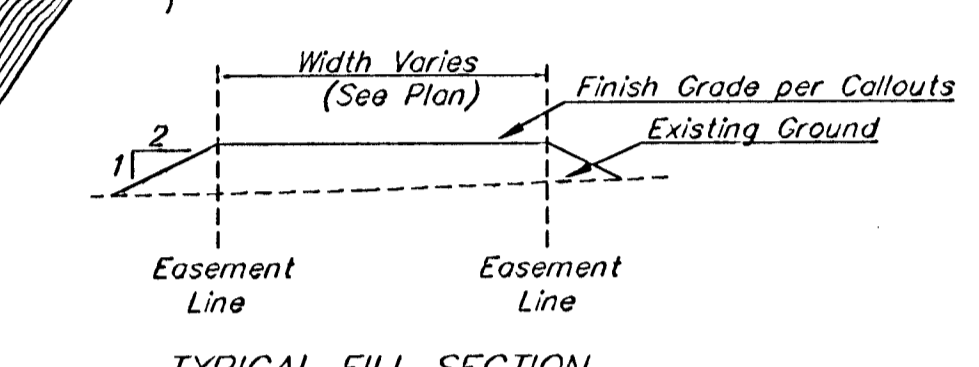 Width Varies
(See Plan)
Finish Grade per Callouts
Existing Ground
2
1
Easement
Line
Easement
Line
TYPICAL FILL SECTION